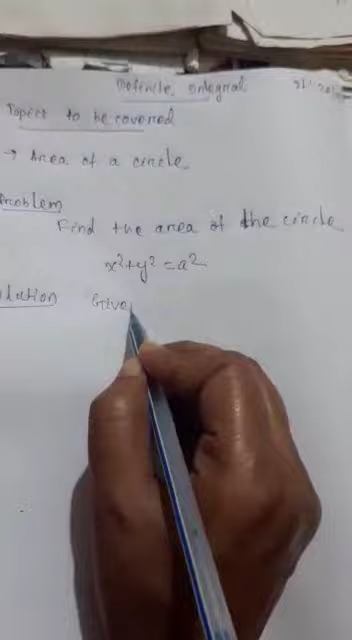 Definite integral
Topics to be covered
→ Area of a circle
Problem
Find the area of the circle
x²+y²=a²
Give